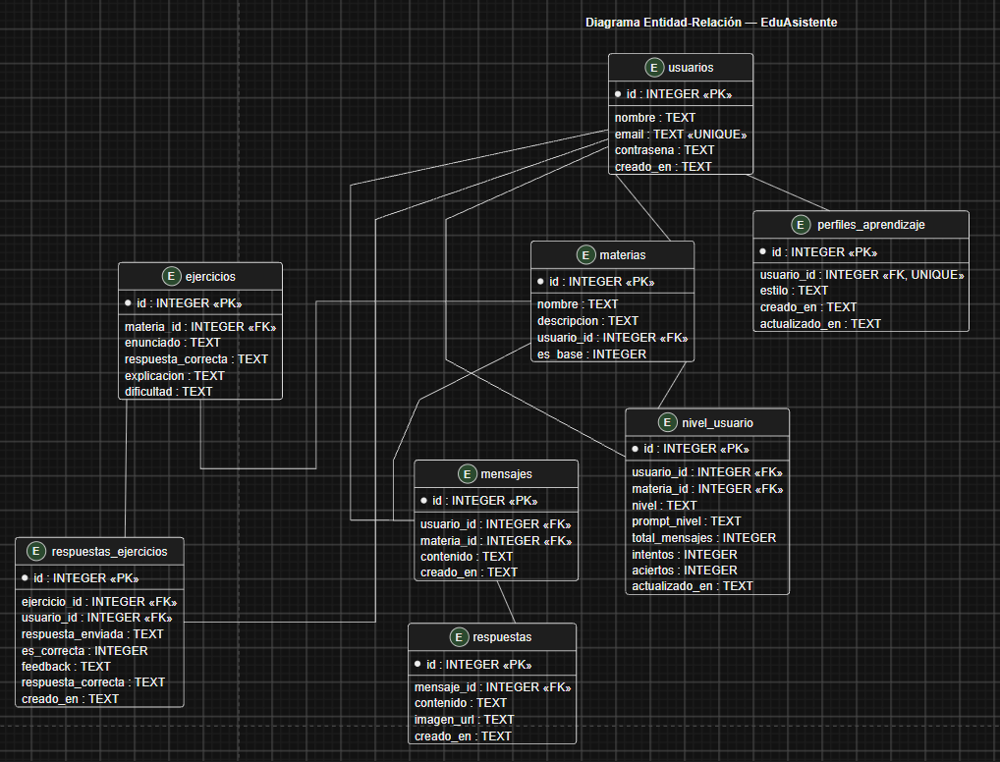 Diagrama Entidad-Relación — EduAsistente
E usuarios
id : INTEGER «PK»
nombre : TEXT
email : TEXT «UNIQUE»
contrasena : TEXT
creado_en : TEXT
E perfiles_aprendizaje
id : INTEGER «PK»
usuario_id : INTEGER «FK, UNIQUE»
estilo : TEXT
creado_en : TEXT
actualizado_en : TEXT
E materias
id : INTEGER «PK»
nombre : TEXT
descripcion : TEXT
usuario_id : INTEGER «FK»
es_base : INTEGER
E ejercicios
id : INTEGER «PK»
materia_id : INTEGER «FK»
enunciado : TEXT
respuesta_correcta : TEXT
explicacion : TEXT
dificultad : TEXT
E nivel_usuario
id : INTEGER «PK»
usuario_id : INTEGER «FK»
materia_id : INTEGER «FK»
nivel : TEXT
prompt_nivel : TEXT
total_mensajes : INTEGER
intentos : INTEGER
aciertos : INTEGER
actualizado_en : TEXT
E mensajes
id : INTEGER «PK»
usuario_id : INTEGER «FK»
materia_id : INTEGER «FK»
contenido : TEXT
creado_en : TEXT
E respuestas_ejercicios
id : INTEGER «PK»
ejercicio_id : INTEGER «FK»
usuario_id : INTEGER «FK»
respuesta_enviada : TEXT
es_correcta : INTEGER
feedback : TEXT
respuesta_correcta : TEXT
creado_en : TEXT
E respuestas
id : INTEGER «PK»
mensaje_id : INTEGER «FK»
contenido : TEXT
imagen_url : TEXT
creado_en : TEXT